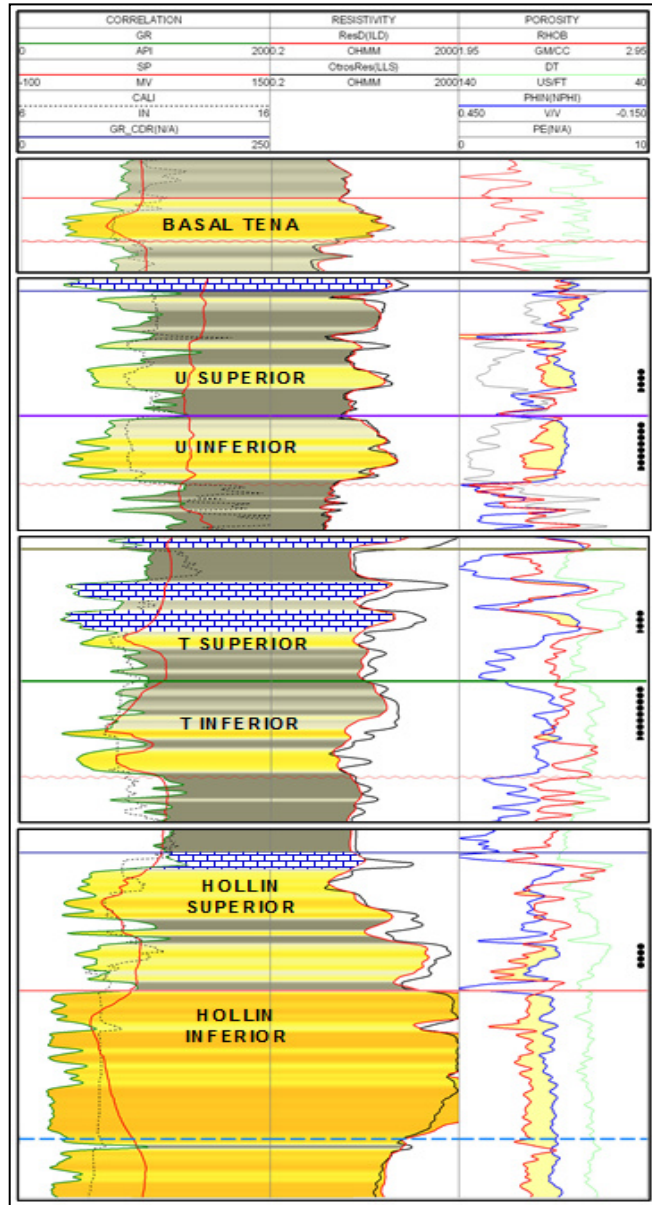 CORRELATION RESISTIVITY POROSITY
GR ResD(ILD) RHOB
0 API 200 0.2 OHMM 2000 1.95 GM/CC 2.95
SP OtrosRes(LLS) DT
-100 MV 150 0.2 OHMM 2000 140 US/FT 40
CALI PHIN(NPHI)
6 IN 16 0.450 V/V -0.150
GR_CDR(N/A) PE(N/A)
0 250 0 10
BASAL TENA
U SUPERIOR
U INFERIOR
T SUPERIOR
T INFERIOR
HOLLIN
SUPERIOR
HOLLIN
INFERIOR